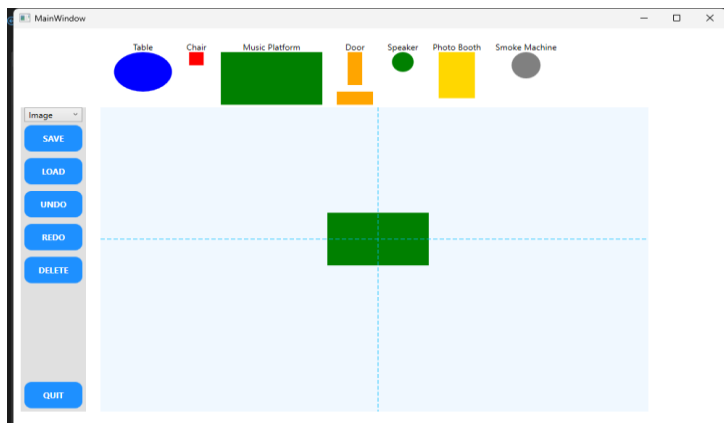 MainWindow
Table Chair Music Platform Door Speaker Photo Booth Smoke Machine
Image
SAVE
LOAD
UNDO
REDO
DELETE
QUIT